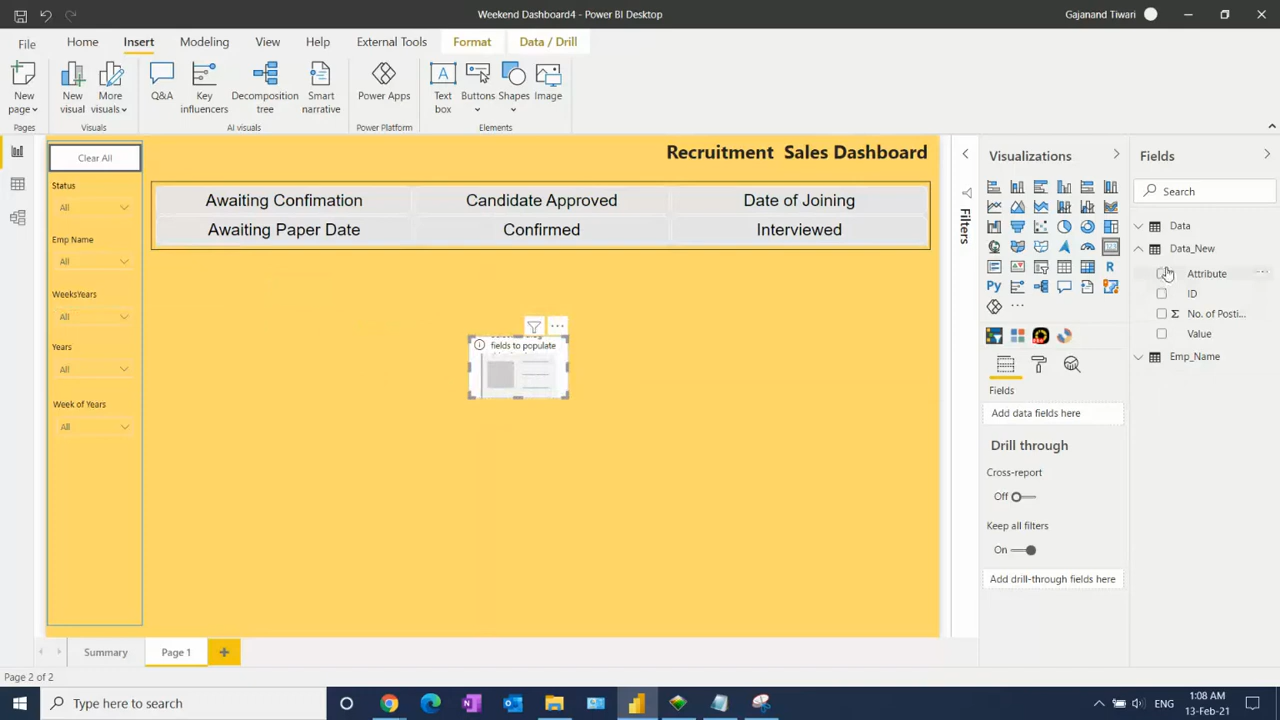 Weekend Dashboard4 - Power BI Desktop
Gajanand Tiwari
File
Home
Insert
Modeling
View
Help
External Tools
Format
Data / Drill
New page
New visual
More visuals
Q&A
Key influencers
Decomposition tree
Smart narrative
Power Apps
Text box
Buttons
Shapes
Image
Pages
Visuals
AI visuals
Power Platform
Elements
Clear All
Recruitment Sales Dashboard
Status
All
Emp Name
All
WeeksYears
All
Years
All
Week of Years
All
Awaiting Confimation
Candidate Approved
Date of Joining
Awaiting Paper Date
Confirmed
Interviewed
fields to populate
Filters
Visualizations
Fields
Search
Data
Data_New
Attribute
ID
No. of Posti...
Value
Emp_Name
Fields
Add data fields here
Drill through
Cross-report
Off
Keep all filters
On
Add drill-through fields here
Summary
Page 1
Page 2 of 2
Type here to search
ENG
1:08 AM
13-Feb-21